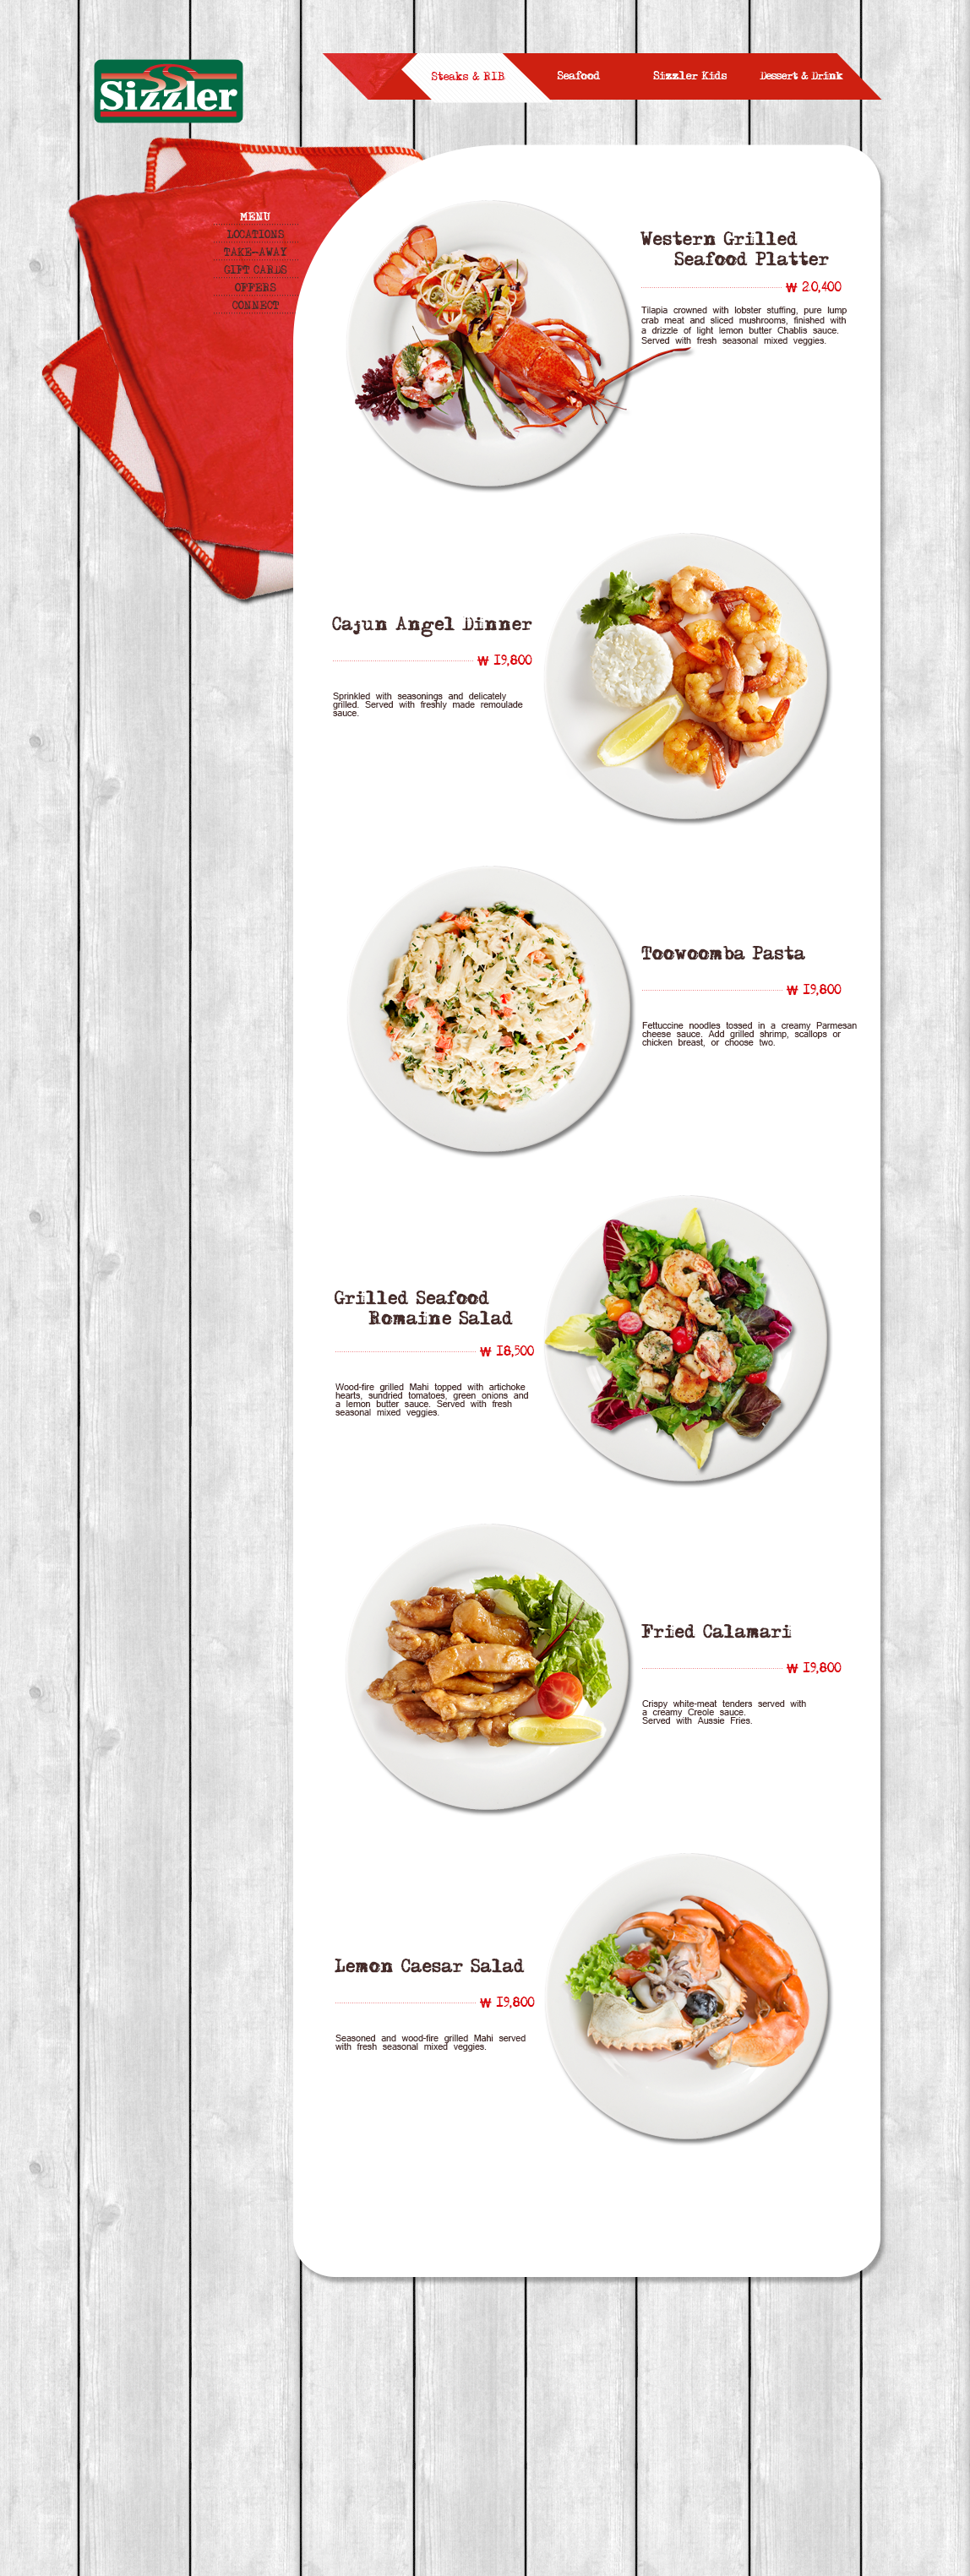 Sizzler
Steaks & RIB
Seafood
Sizzler Kids
Dessert & Drink
MENU
LOCATIONS
TAKE-AWAY
GIFT CARDS
OFFERS
CONNECT
Western Grilled
Seafood Platter
₩ 20,400
Tilapia crowned with lobster stuffing, pure lump
crab meat and sliced mushrooms, finished with
a drizzle of light lemon butter Chablis sauce.
Served with fresh seasonal mixed veggies.
Cajun Angel Dinner
₩ 19,800
Sprinkled with seasonings and delicately
grilled. Served with freshly made remoulade
sauce.
Toowoomba Pasta
₩ 19,800
Fettuccine noodles tossed in a creamy Parmesan
cheese sauce. Add grilled shrimp, scallops or
chicken breast, or choose two.
Grilled Seafood
Romaine Salad
₩ 18,500
Wood-fire grilled Mahi topped with artichoke
hearts, sundried tomatoes, green onions and
a lemon butter sauce. Served with fresh
seasonal mixed veggies.
Fried Calamari
₩ 19,800
Crispy white-meat tenders served with
a creamy Creole sauce.
Served with Aussie Fries.
Lemon Caesar Salad
₩ 19,800
Seasoned and wood-fire grilled Mahi served
with fresh seasonal mixed veggies.